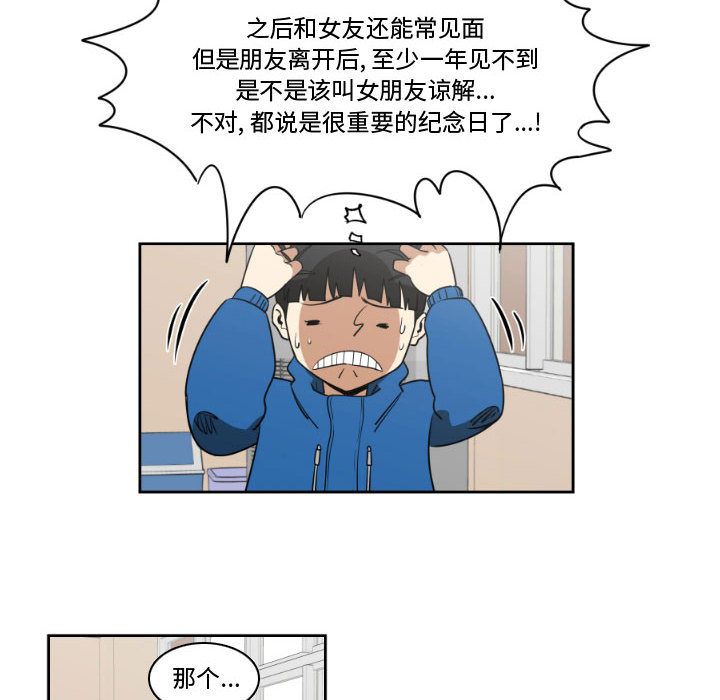 之后和女友还能常见面
但是朋友离开后, 至少一年见不到
是不是该叫女朋友谅解...
不对, 都说是很重要的纪念日了...!
那个...